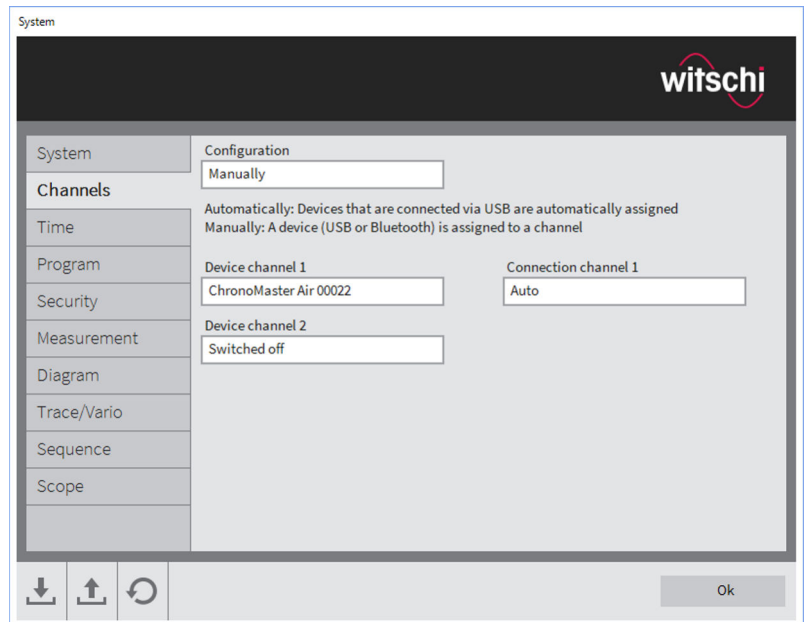 System
witschi
System
Channels
Time
Program
Security
Measurement
Diagram
Trace/Vario
Sequence
Scope
Configuration
Manually
Automatically: Devices that are connected via USB are automatically assigned
Manually: A device (USB or Bluetooth) is assigned to a channel
Device channel 1
ChronoMaster Air 00022
Connection channel 1
Auto
Device channel 2
Switched off
Ok